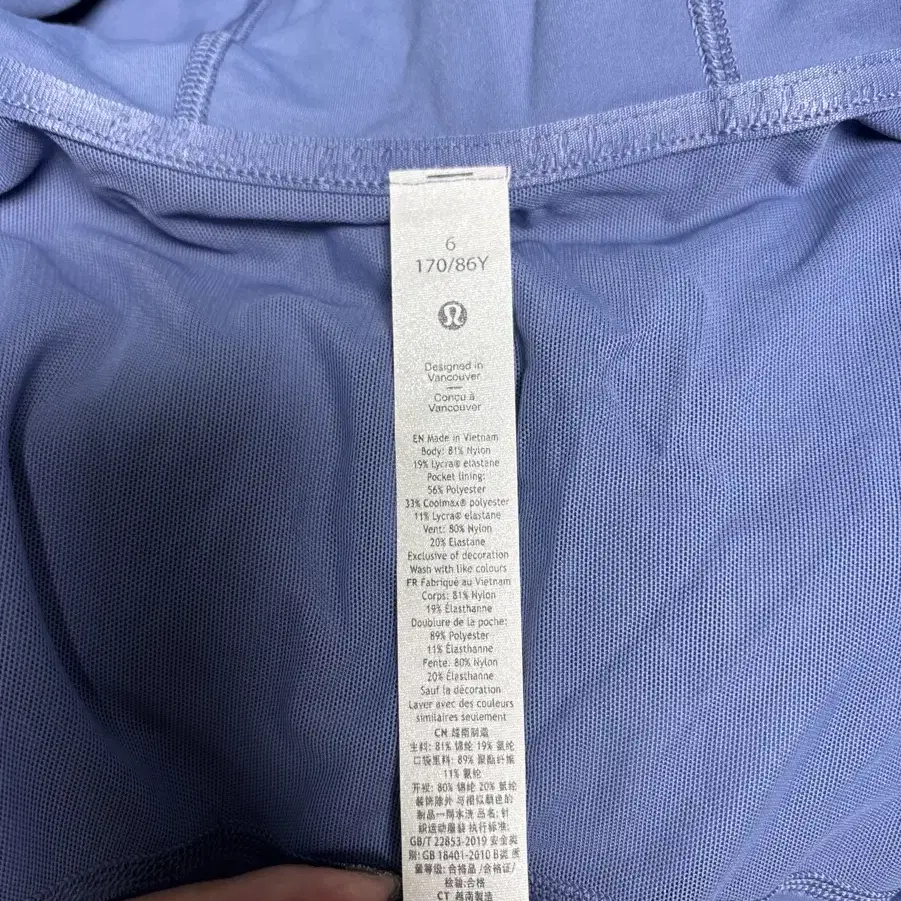 6
170/86Y
Designed in
Vancouver
Conçu à
Vancouver
EN Made in Vietnam
Body: 81% Nylon
19% Lycra® elastane
Pocket lining:
56% Polyester
33% Coolmax® polyester
11% Lycra® elastane
Vent: 80% Nylon
20% Elastane
Exclusive of decoration
Wash with like colours
FR Fabriqué au Vietnam
Corps: 81% Nylon
19% Élasthanne
Doublure de la poche:
89% Polyester
11% Élasthanne
Fente: 80% Nylon
20% Élasthanne
Sauf la décoration
Laver avec des couleurs
similaires seulement
CN 越南制造
主料: 81% 锦纶 19% 氨纶
口袋里料: 89% 聚酯纤维
11% 氨纶
开衩: 80% 锦纶 20% 氨纶
装饰除外 与相似颜色的
制品一同水洗 品名: 针
织运动服装 执行标准:
GB/T 22853-2019 安全类
别: GB 18401-2010 B类 质
量等级: 合格品 /合格证/
检验:合格
CT 越南製造